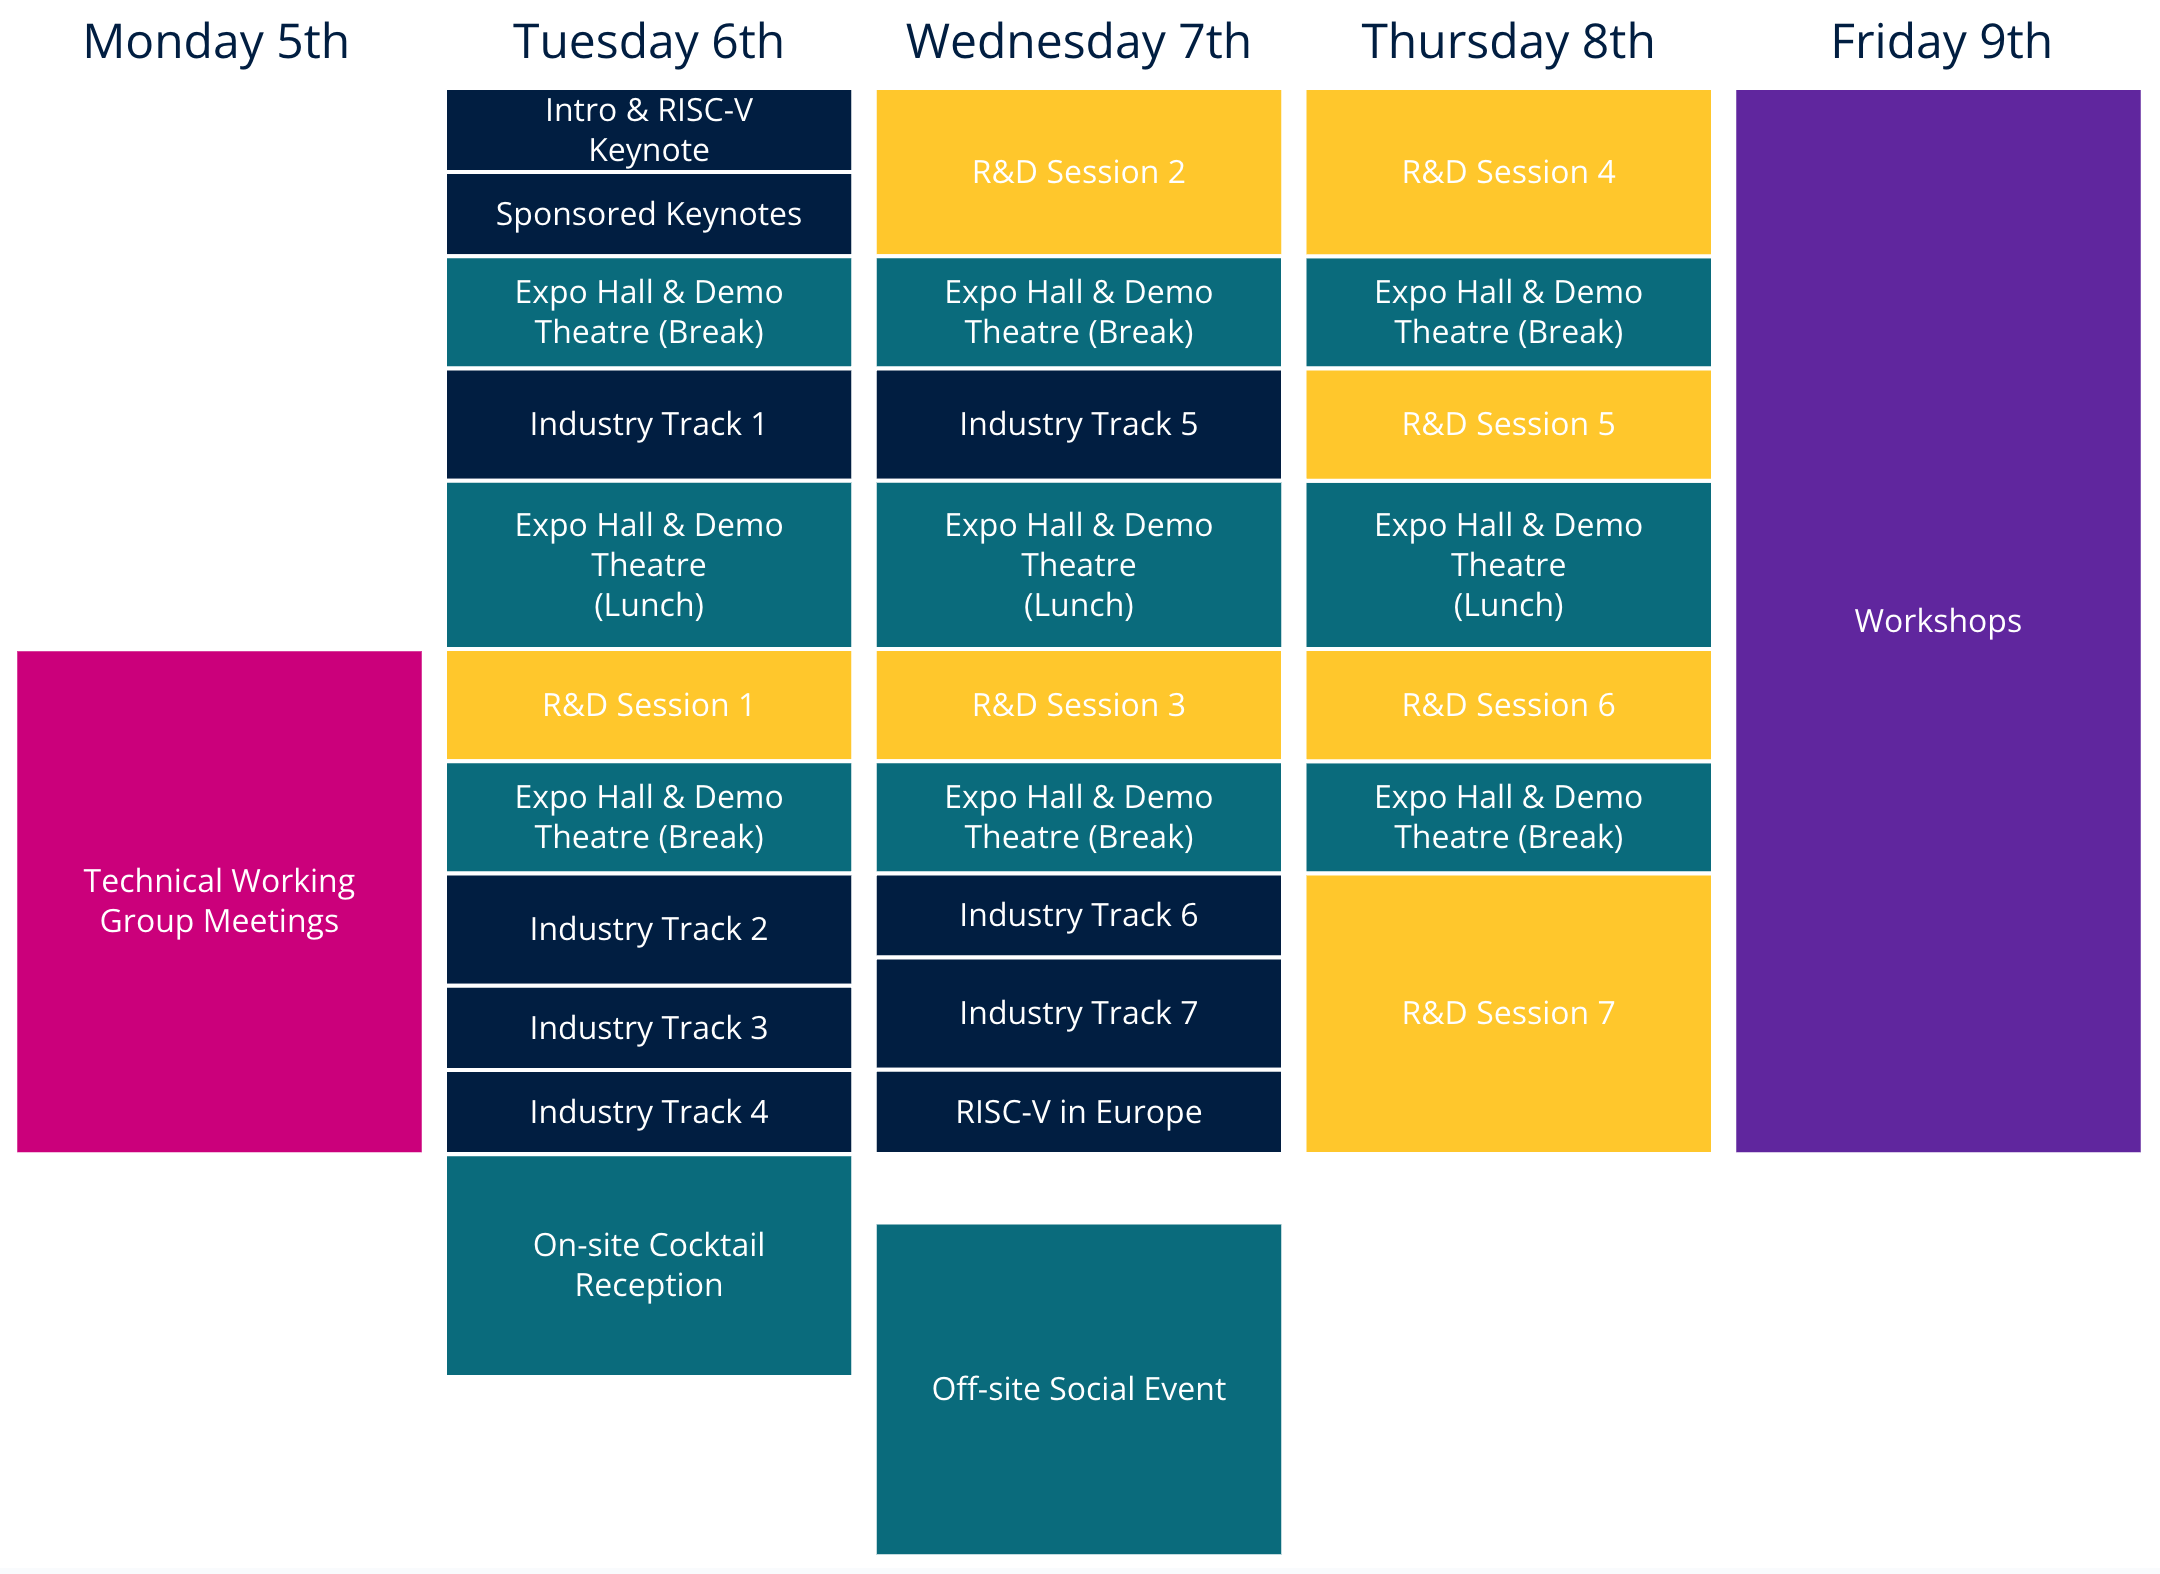 Monday 5th
Technical Working
Group Meetings
Tuesday 6th
Intro & RISC-V
Keynote
Sponsored Keynotes
Expo Hall & Demo
Theatre (Break)
Industry Track 1
Expo Hall & Demo
Theatre
(Lunch)
R&D Session 1
Expo Hall & Demo
Theatre (Break)
Industry Track 2
Industry Track 3
Industry Track 4
On-site Cocktail
Reception
Wednesday 7th
R&D Session 2
Expo Hall & Demo
Theatre (Break)
Industry Track 5
Expo Hall & Demo
Theatre
(Lunch)
R&D Session 3
Expo Hall & Demo
Theatre (Break)
Industry Track 6
Industry Track 7
RISC-V in Europe
Off-site Social Event
Thursday 8th
R&D Session 4
Expo Hall & Demo
Theatre (Break)
R&D Session 5
Expo Hall & Demo
Theatre
(Lunch)
R&D Session 6
Expo Hall & Demo
Theatre (Break)
R&D Session 7
Friday 9th
Workshops